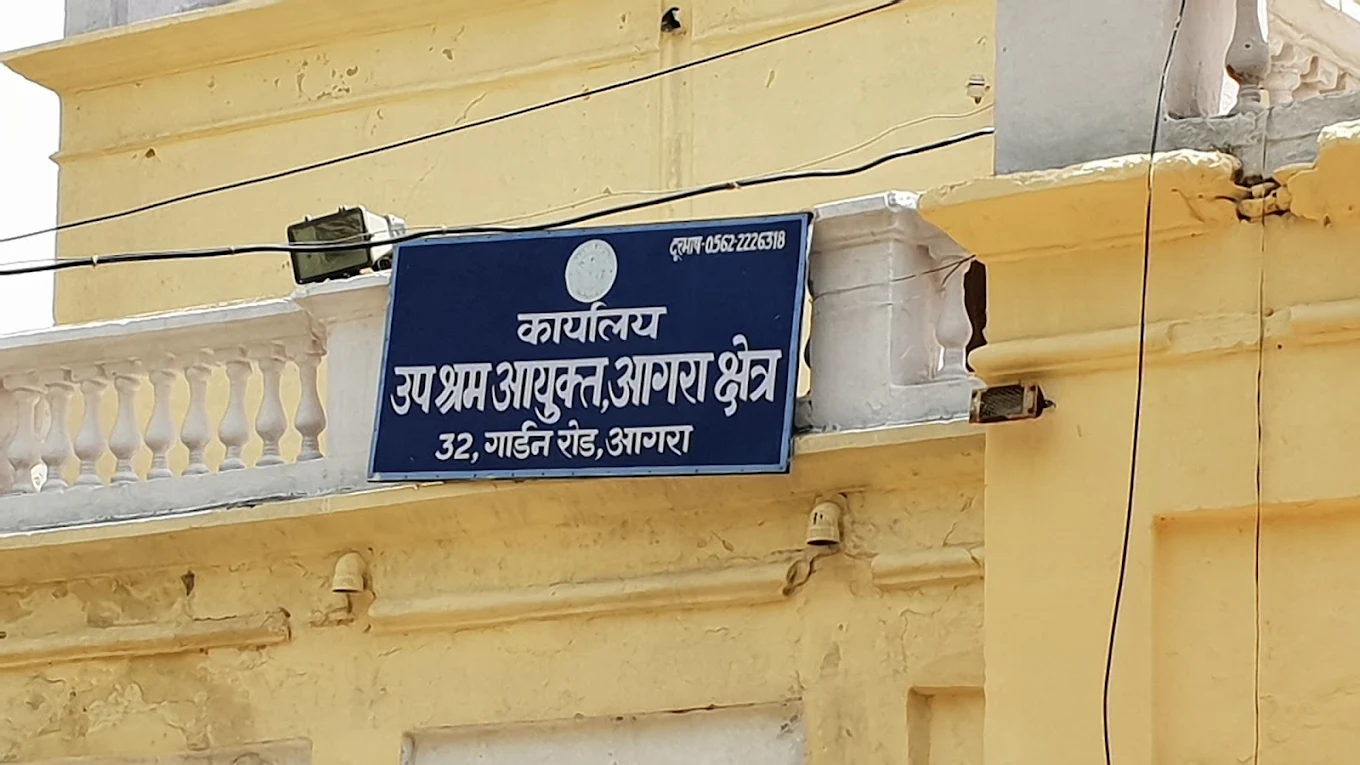 दूरभाष-0562-2226318
कार्यालय
उप श्रम आयुक्त,आगरा क्षेत्र
32, गार्डन रोड,आगरा